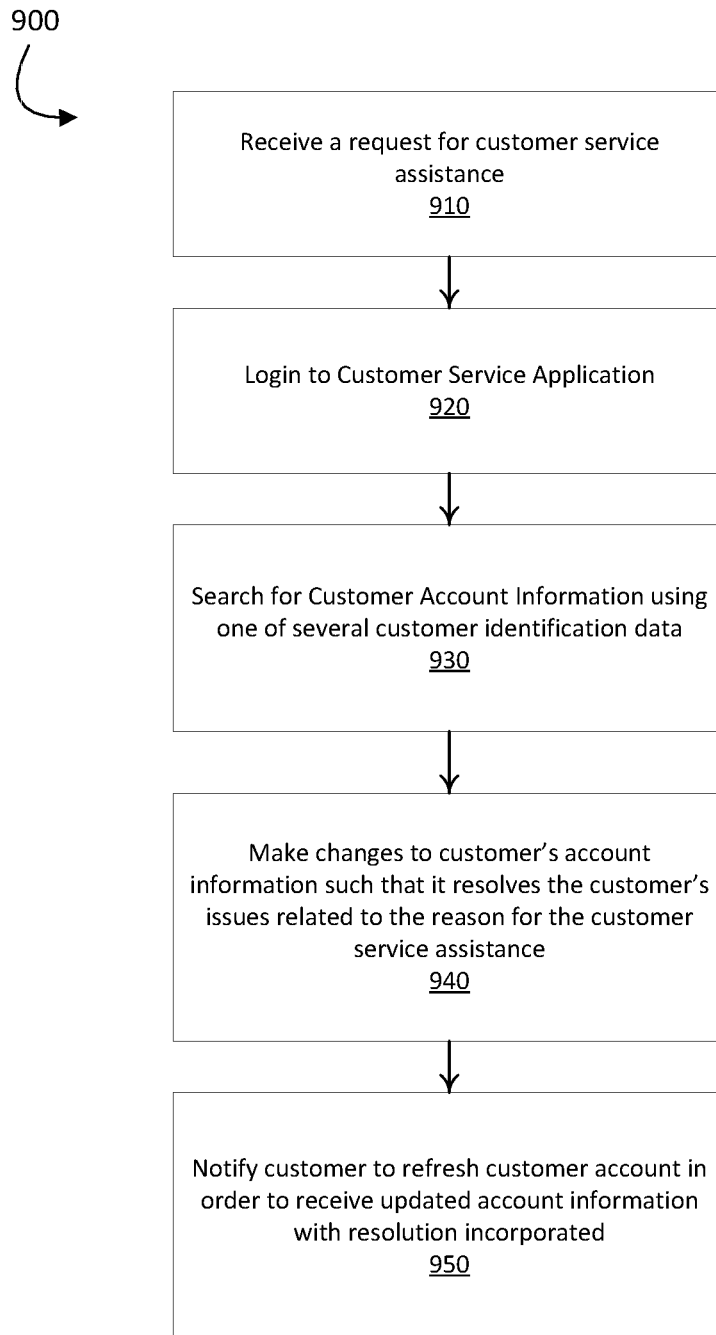 900
Receive a request for customer service
assistance
910
Login to Customer Service Application
920
Search for Customer Account Information using
one of several customer identification data
930
Make changes to customer’s account
information such that it resolves the customer’s
issues related to the reason for the customer
service assistance
940
Notify customer to refresh customer account in
order to receive updated account information
with resolution incorporated
950